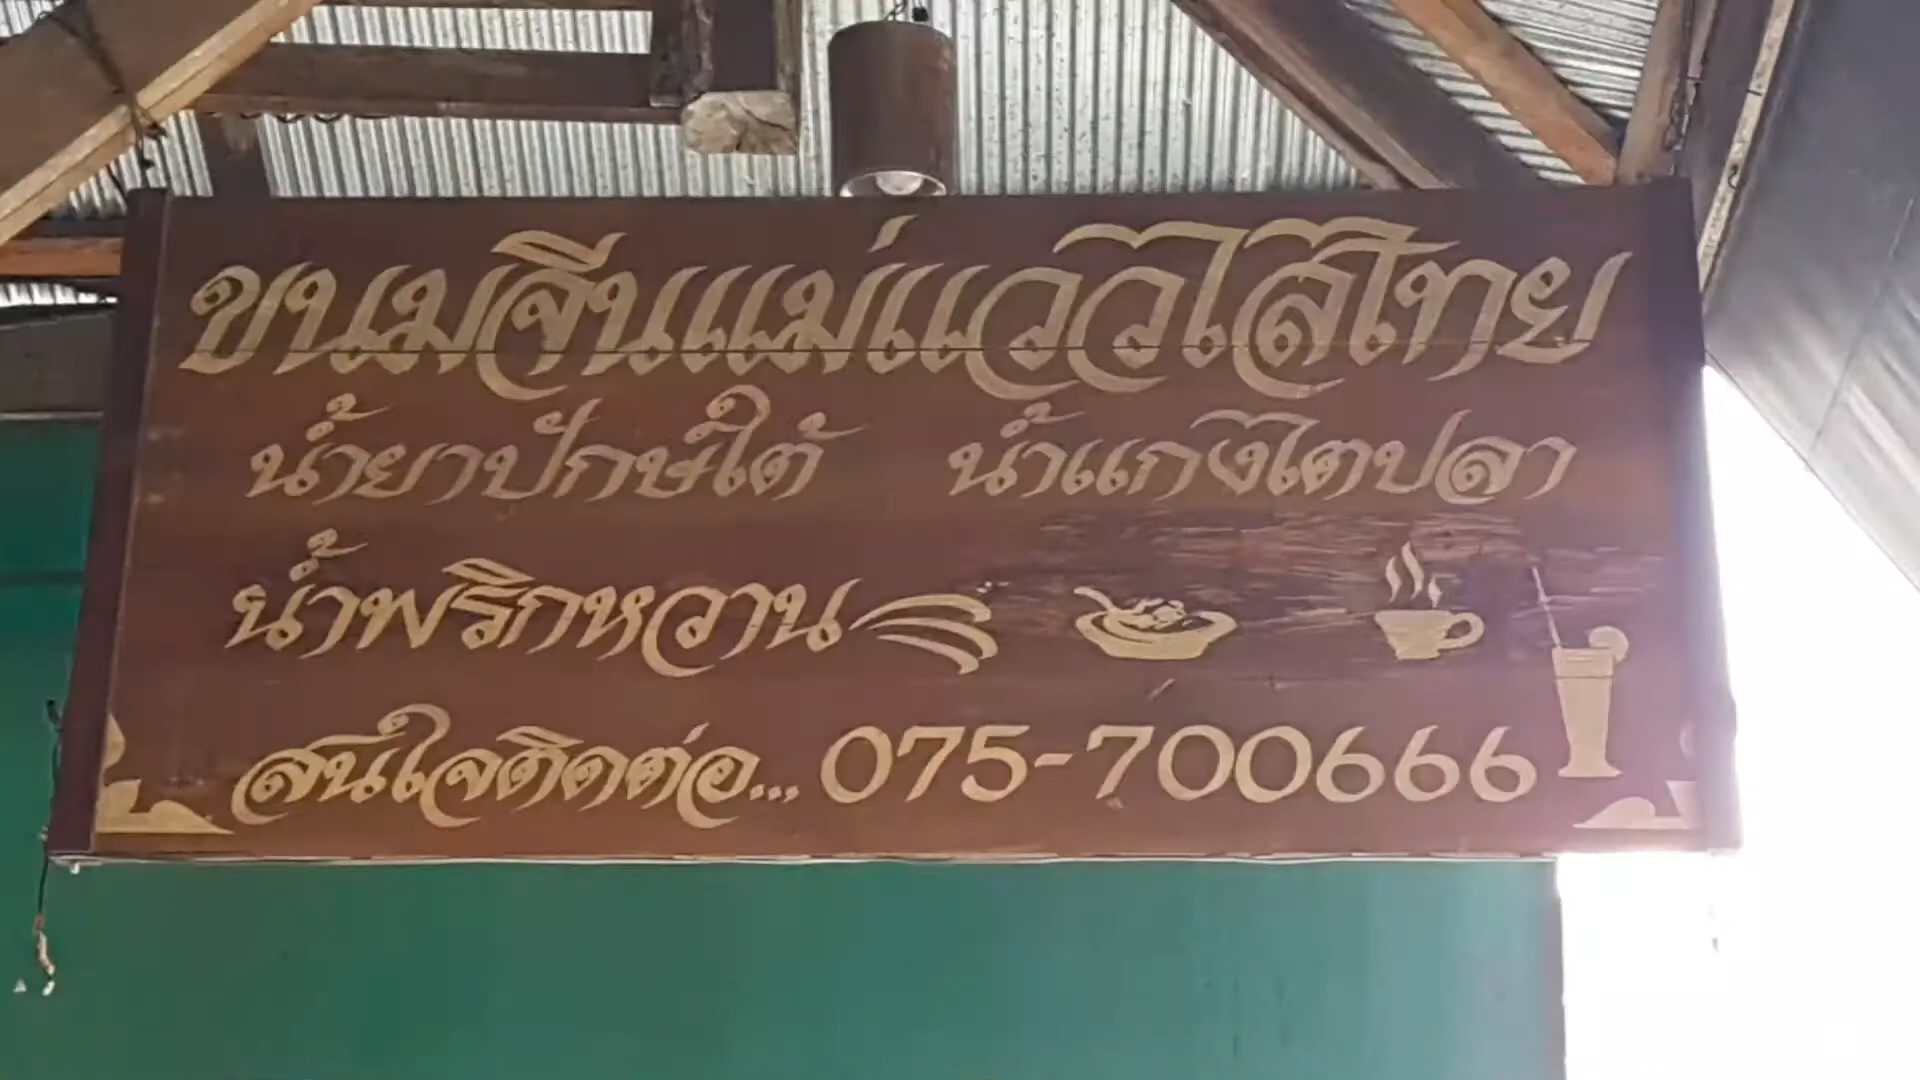 ขนมจีนแม่แววไสไทย
น้ำยาปักษ์ใต้ น้ำแกงไตปลา
น้ำพริกหวาน
สนใจติดต่อ... 075-700666